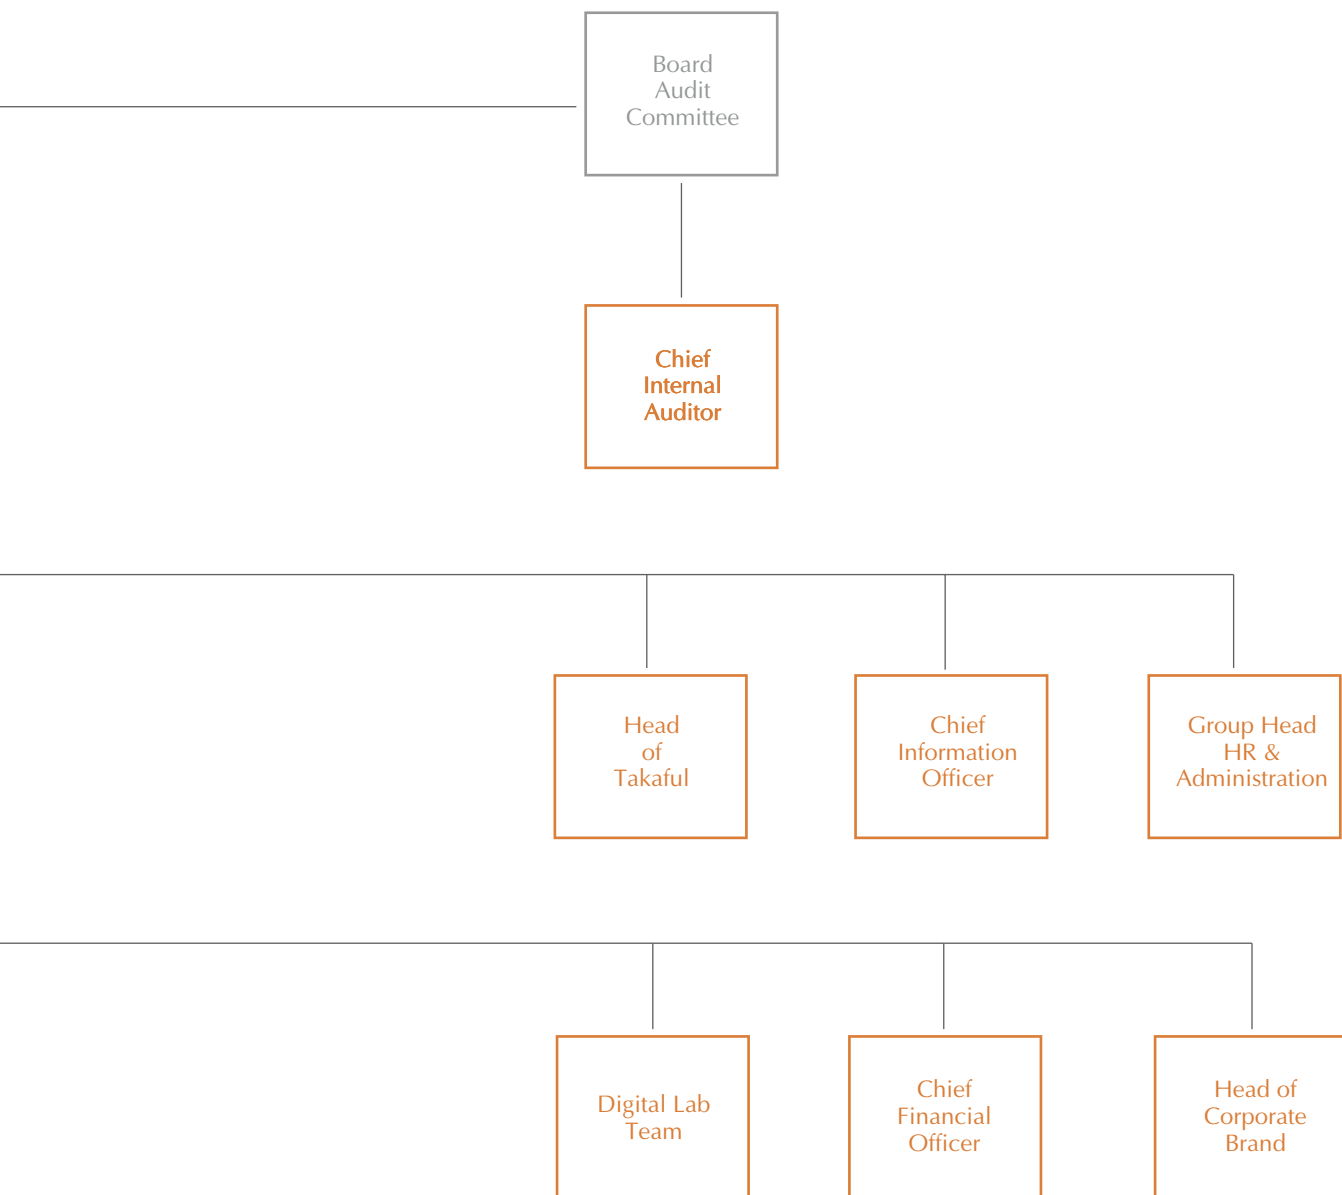 Board
Audit
Committee
Chief
Internal
Auditor
Head
of
Takaful
Chief
Information
Officer
Group Head
HR &
Administration
Digital Lab
Team
Chief
Financial
Officer
Head of
Corporate
Brand